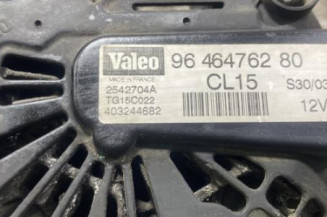 Valeo 96 464762 80
MADE IN FRANCE CL15 S30/03
2542704A
TG15C022 12V
403244682